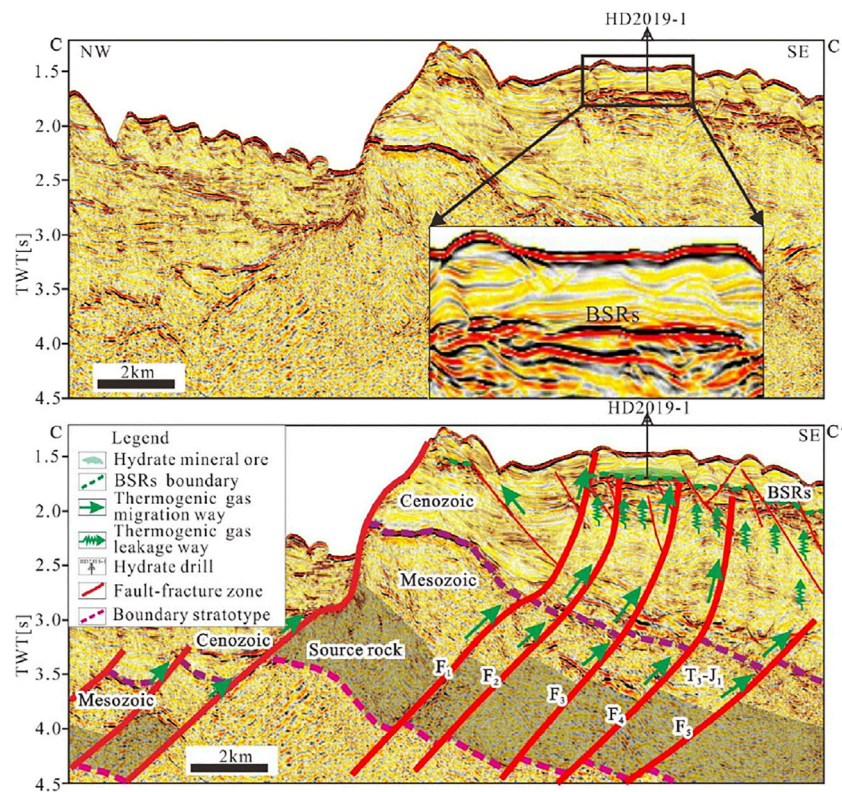 HD2019-1
C
NW
SE
C
1.5
2.0
2.5
3.0
3.5
4.0
4.5
TWT[s]
BSRs
2km
HD2019-1
C
SE
C'
Legend
Hydrate mineral ore
BSRs boundary
Thermogenic gas
migration way
Thermogenic gas
leakage way
HD2019-1
Hydrate drill
Fault-fracture zone
Boundary stratotype
1.5
2.0
2.5
3.0
3.5
4.0
4.5
TWT[s]
Cenozoic
BSRs
Mesozoic
Cenozoic
Source rock
Mesozoic
F1
F2
F3
F4
F5
T3-J1
2km